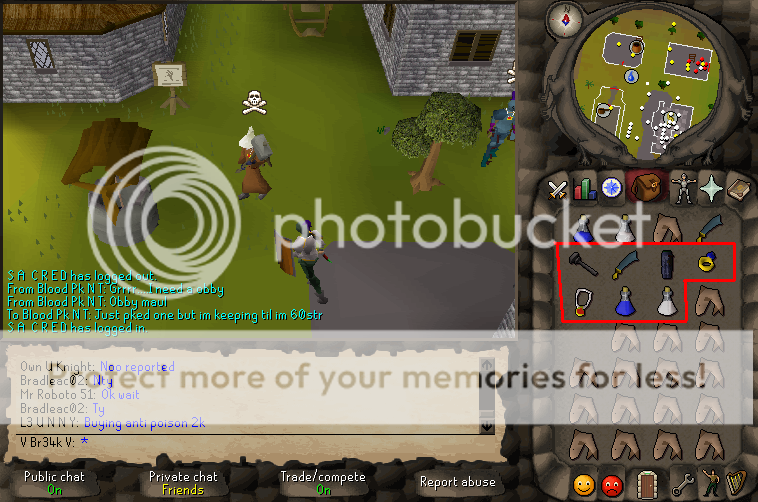 photobucket
S A C R E D has logged out.
From Blood Pk N T: Grrrr...I need a obby
From Blood Pk N T: Obby maul
To Blood Pk N T: Just pked one but im keeping til im 60str
S A C R E D has logged in.
Own U Knight: Noo reported
Bradleac02: Nty
Mr Roboto 51: Ok wait
Bradleac02: Ty
L3 U N N Y: Buying anti poison 2k
V Br34k V: *
Protect more of your memories for less!
Public chat
On
Private chat
Friends
Trade/compete
On
Report abuse